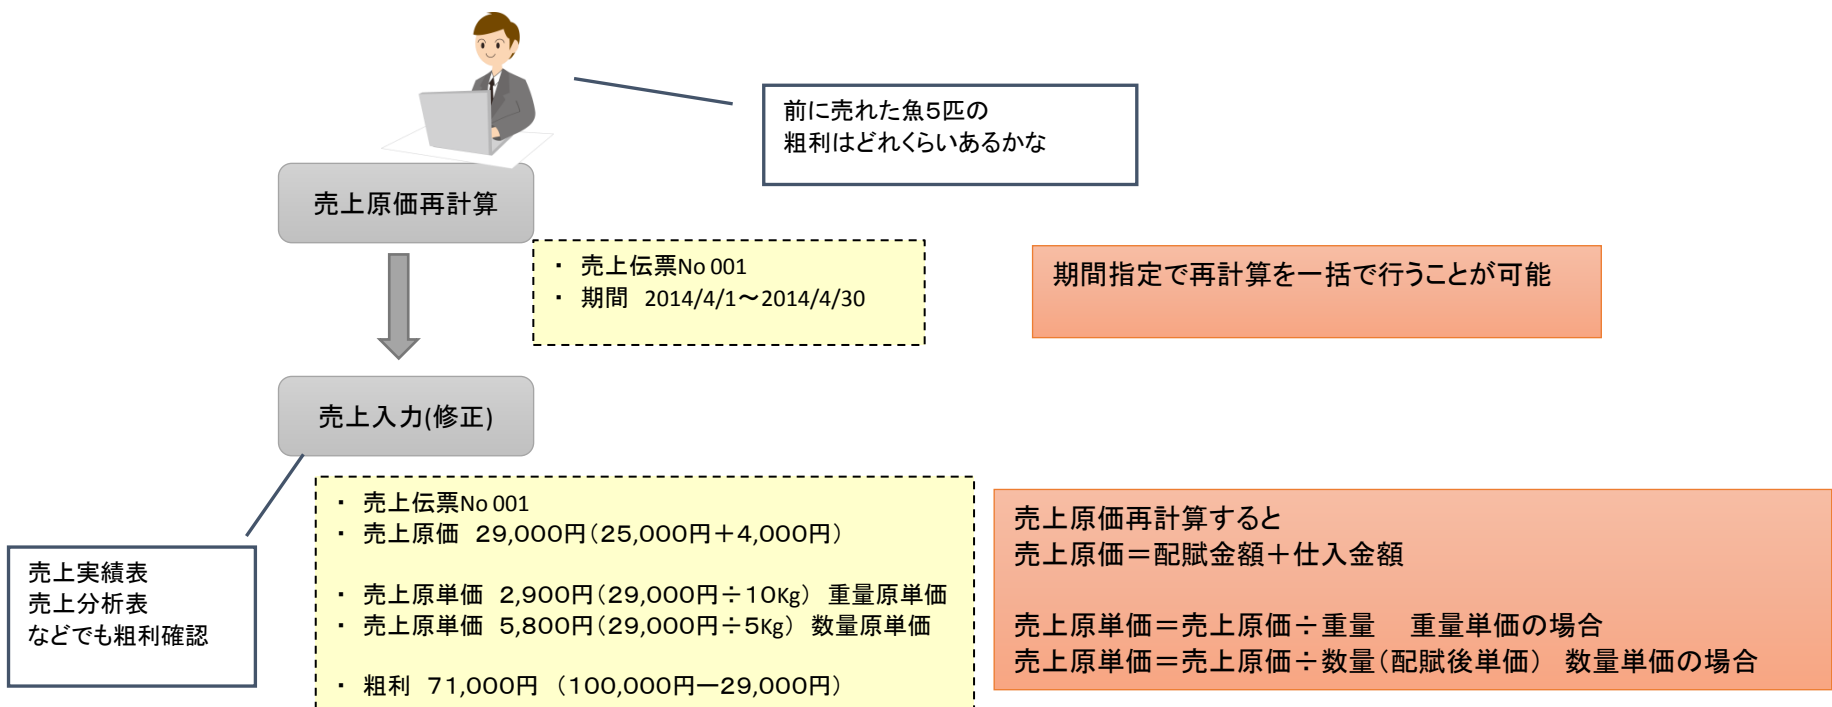 前に売れた魚5匹の
粗利はどれくらいあるかな
売上原価再計算
・ 売上伝票No 001
・ 期間 2014/4/1～2014/4/30
期間指定で再計算を一括で行うことが可能
売上入力(修正)
・ 売上伝票No 001
・ 売上原価 29,000円（25,000円＋4,000円）
・ 売上原単価 2,900円（29,000円÷10Kg） 重量原単価
・ 売上原単価 5,800円（29,000円÷5Kg） 数量原単価
・ 粗利 71,000円 （100,000円ー29,000円）
売上原価再計算すると
売上原価＝配賦金額＋仕入金額
売上原単価＝売上原価÷重量 重量単価の場合
売上原単価＝売上原価÷数量（配賦後単価） 数量単価の場合
売上実績表
売上分析表
などでも粗利確認